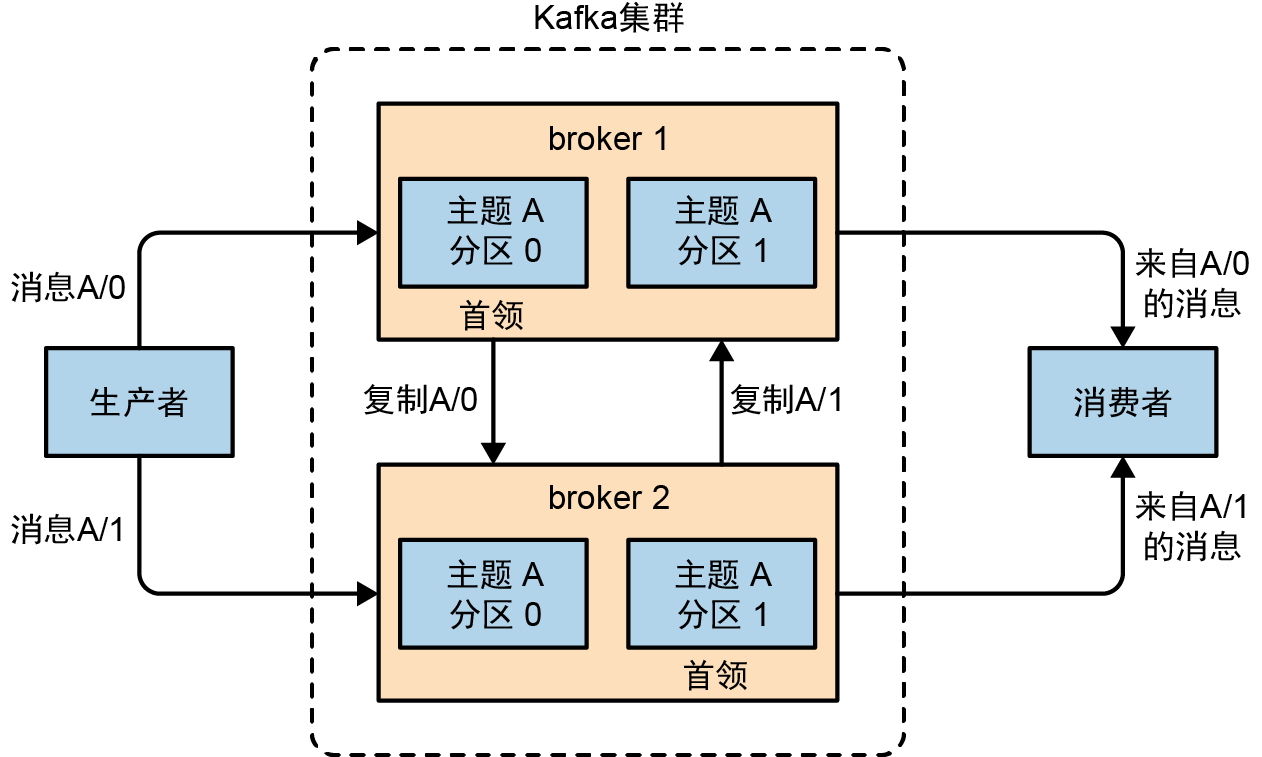 Kafka集群
broker 1
主题 A
分区 0
主题 A
分区 1
首领
消息A/0
来自A/0
的消息
生产者
复制A/0
复制A/1
消费者
消息A/1
broker 2
主题 A
分区 0
主题 A
分区 1
首领
来自A/1
的消息